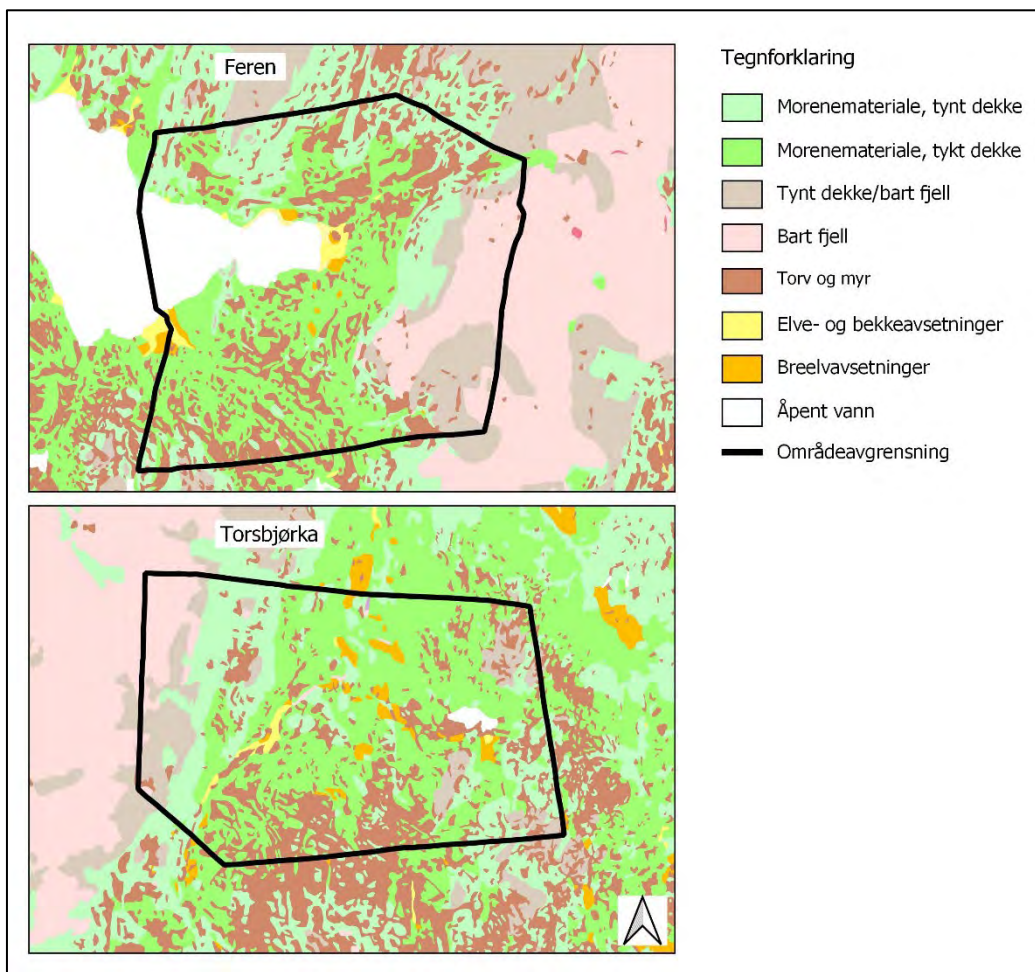 Feren
Tegnforklaring
Morenemateriale, tynt dekke
Morenemateriale, tykt dekke
Tynt dekke/bart fjell
Bart fjell
Torv og myr
Elve- og bekkeavsetninger
Breelvavsetninger
Åpent vann
Områdeavgrensning
Torsbjørka